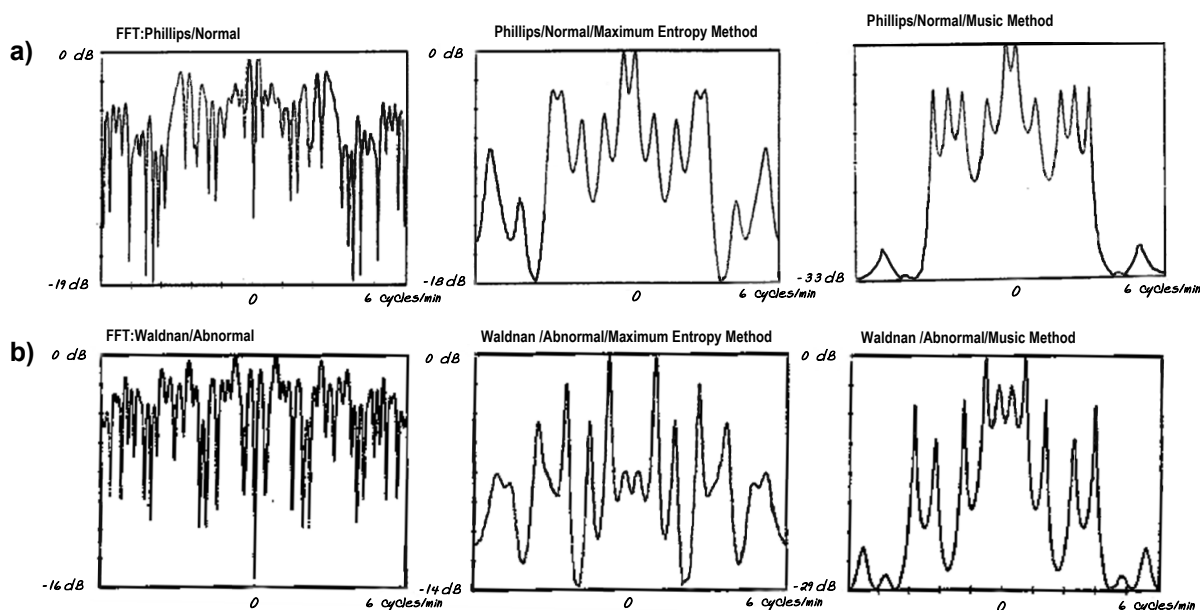 a)
FFT:Phillips/Normal
0 dB
-19 dB
0
6 cycles/min
Phillips/Normal/Maximum Entropy Method
0 dB
-18 dB
0
6 cycles/min
Phillips/Normal/Music Method
-33 dB
0
6 cycles/min
b)
FFT:Waldnan/Abnormal
0 dB
-16 dB
0
6 cycles/min
Waldnan /Abnormal/Maximum Entropy Method
0 dB
-14 dB
0
6 cycles/min
Waldnan /Abnormal/Music Method
0 dB
-29 dB
0
6 cycles/min